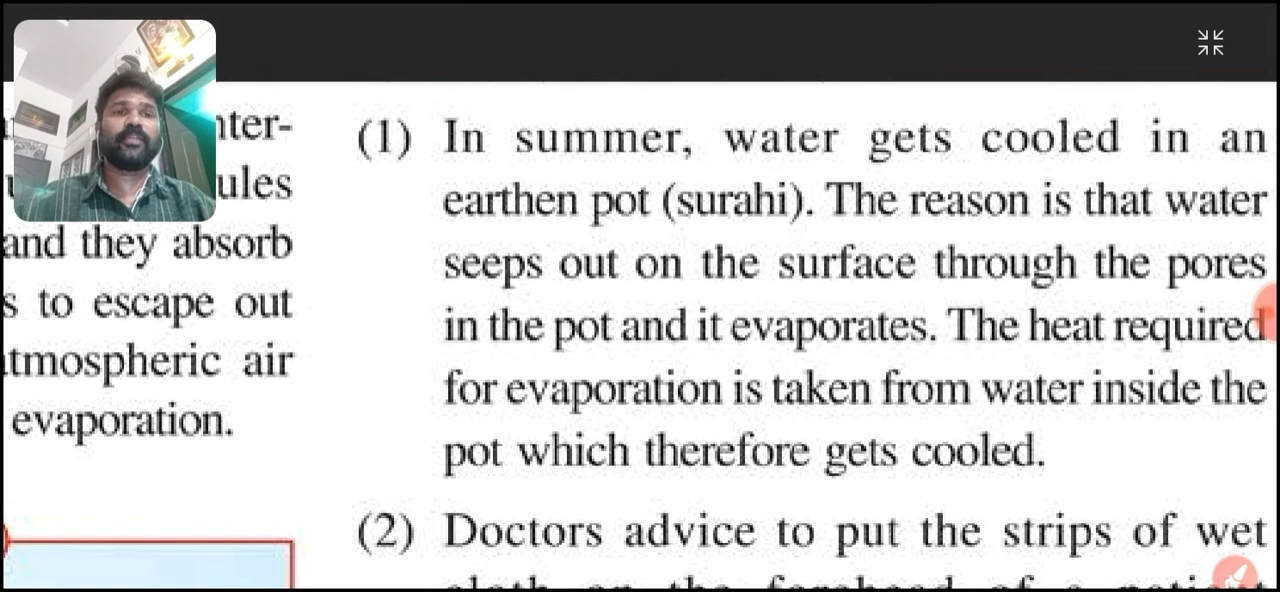 and they absorb
to escape out
air
evaporation.
(1) In summer, water gets cooled in an
earthen pot (surahi). The reason is that water
seeps out on the surface through the pores
in the pot and it evaporates. The heat required
for evaporation is taken from water inside the
pot which therefore gets cooled.
(2) Doctors advice to put the strips of wet